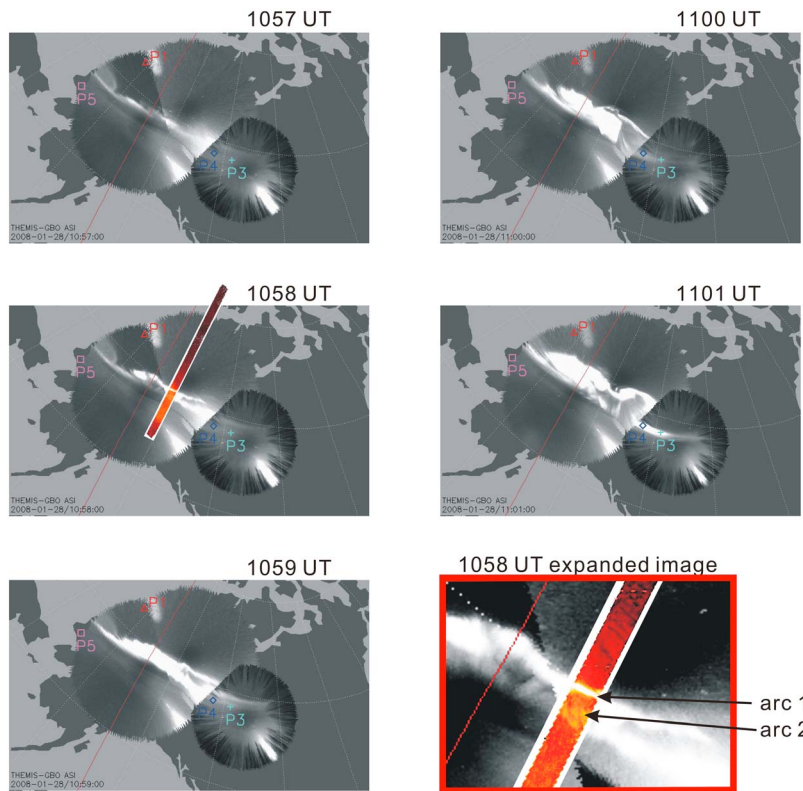 1057 UT
P1
P5
P4
P3
THEMIS-GBO ASI
2008-01-28/10:57:00
1100 UT
P1
P5
P4
P3
THEMIS-GBO ASI
2008-01-28/11:00:00
1058 UT
P1
P5
P4
P3
THEMIS-GBO ASI
2008-01-28/10:58:00
1101 UT
P1
P5
P4
P3
THEMIS-GBO ASI
2008-01-28/11:01:00
1059 UT
P1
P5
P4
P3
THEMIS-GBO ASI
2008-01-28/10:59:00
1058 UT expanded image
arc 1
arc 2